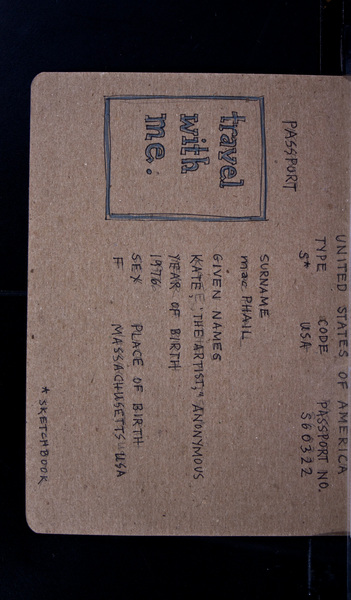 UNITED STATES OF AMERICA
PASSPORT
TYPE CODE PASSPORT NO.
S* USA S60322
travel
with
me.
SURNAME
mac PHAIL
GIVEN NAMES
KATE, "THE ARTIST," ANONYMOUS
YEAR OF BIRTH
1976
SEX PLACE OF BIRTH
F MASSACHUSETTS USA
* SKETCHBOOK